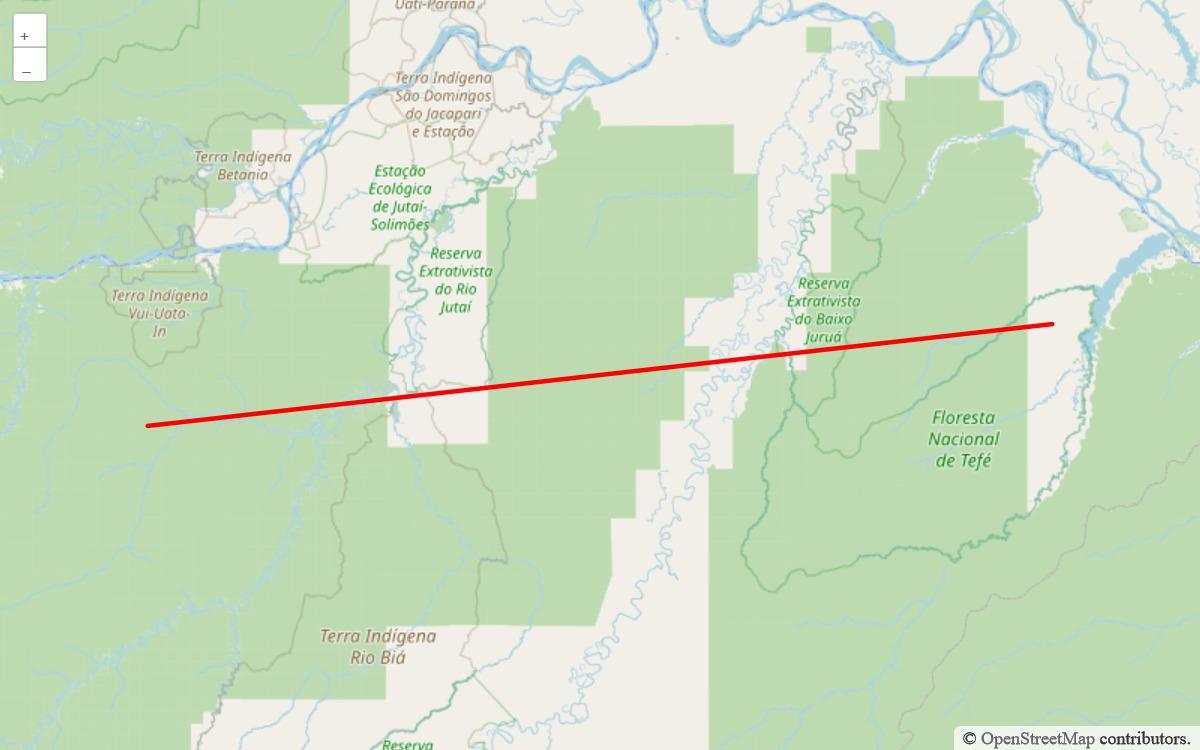 Uati-Paraná
+
–
Terra Indígena
São Domingos
do Jacapari
e Estação
Terra Indígena
Betania
Estação
Ecológica
de Jutaí-
Solimões
Reserva
Extrativista
do Rio
Jutaí
Terra Indígena
Vui-Uata-
In
Reserva
Extrativista
do Baixo
Juruá
Floresta
Nacional
de Tefé
Terra Indígena
Rio Biá
Reserva
© OpenStreetMap contributors.